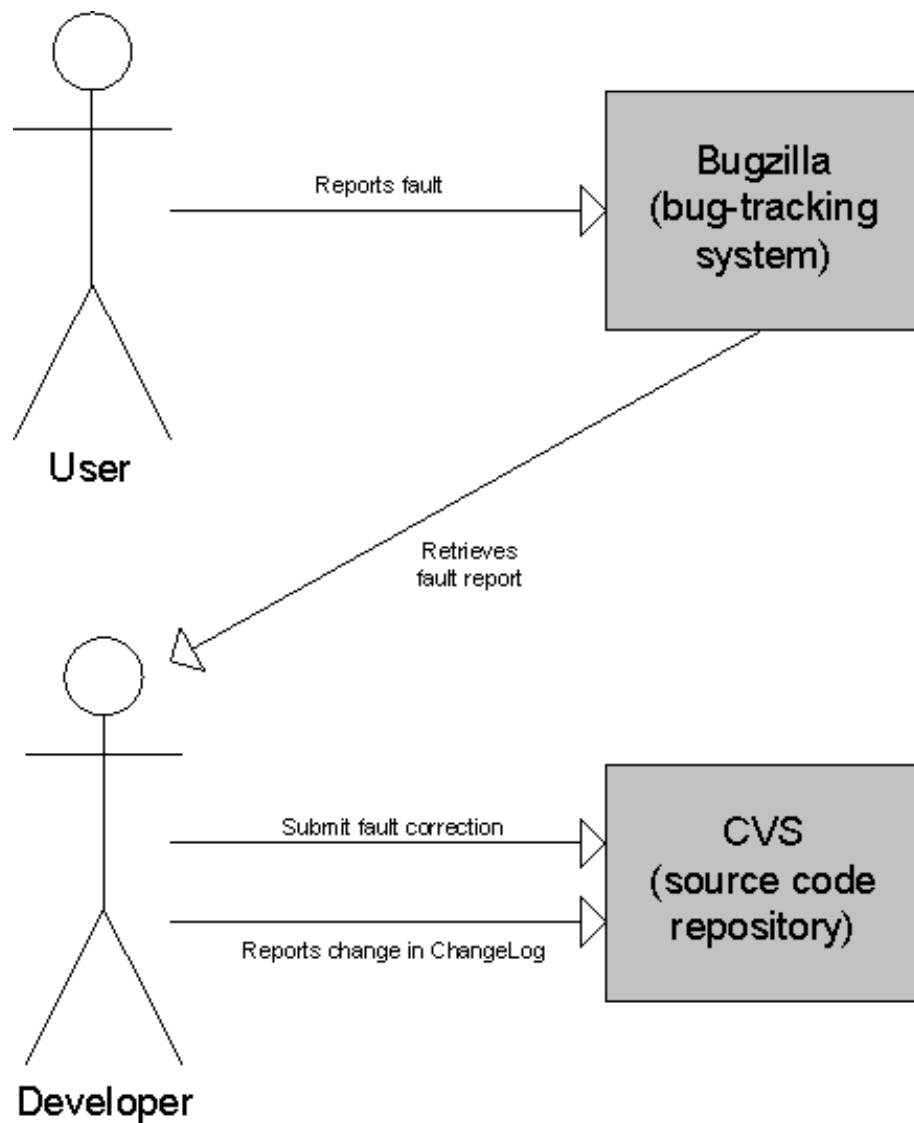 Reports fault
Bugzilla
(bug-tracking
system)
User
Retrieves
fault report
Submit fault correction
Reports change in ChangeLog
CVS
(source code
repository)
Developer